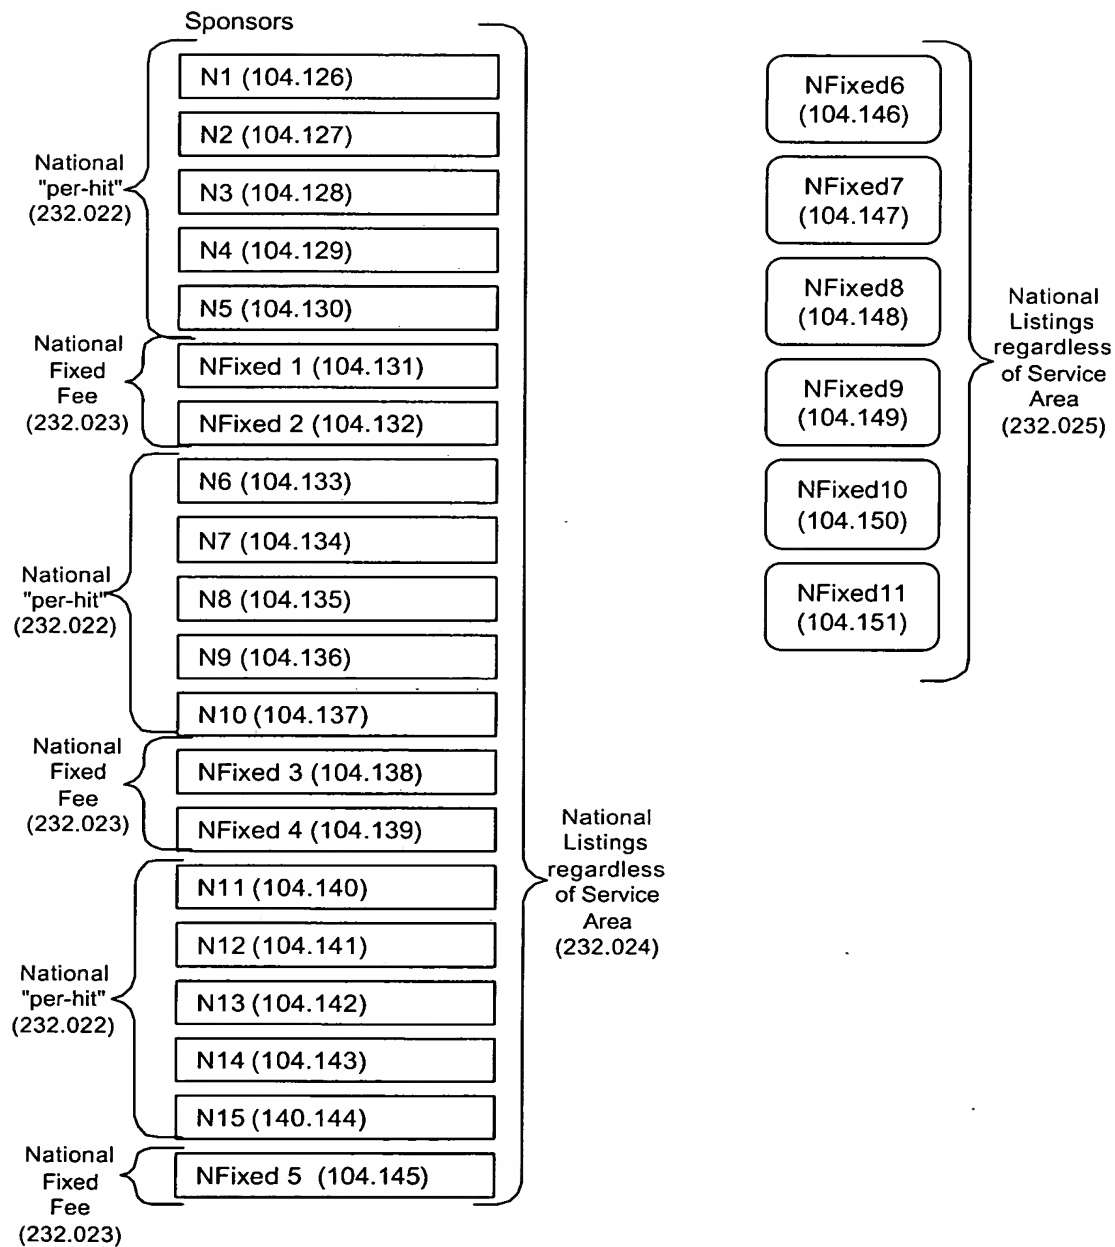 Sponsors
N1 (104.126)
N2 (104.127)
N3 (104.128)
N4 (104.129)
N5 (104.130)
National
"per-hit"
(232.022)
NFixed 1 (104.131)
NFixed 2 (104.132)
National
Fixed
Fee
(232.023)
N6 (104.133)
N7 (104.134)
N8 (104.135)
N9 (104.136)
N10 (104.137)
National
"per-hit"
(232.022)
NFixed 3 (104.138)
NFixed 4 (104.139)
National
Fixed
Fee
(232.023)
N11 (104.140)
N12 (104.141)
N13 (104.142)
N14 (104.143)
N15 (140.144)
National
"per-hit"
(232.022)
NFixed 5 (104.145)
National
Fixed
Fee
(232.023)
National
Listings
regardless
of Service
Area
(232.024)
NFixed6
(104.146)
NFixed7
(104.147)
NFixed8
(104.148)
NFixed9
(104.149)
NFixed10
(104.150)
NFixed11
(104.151)
National
Listings
regardless
of Service
Area
(232.025)